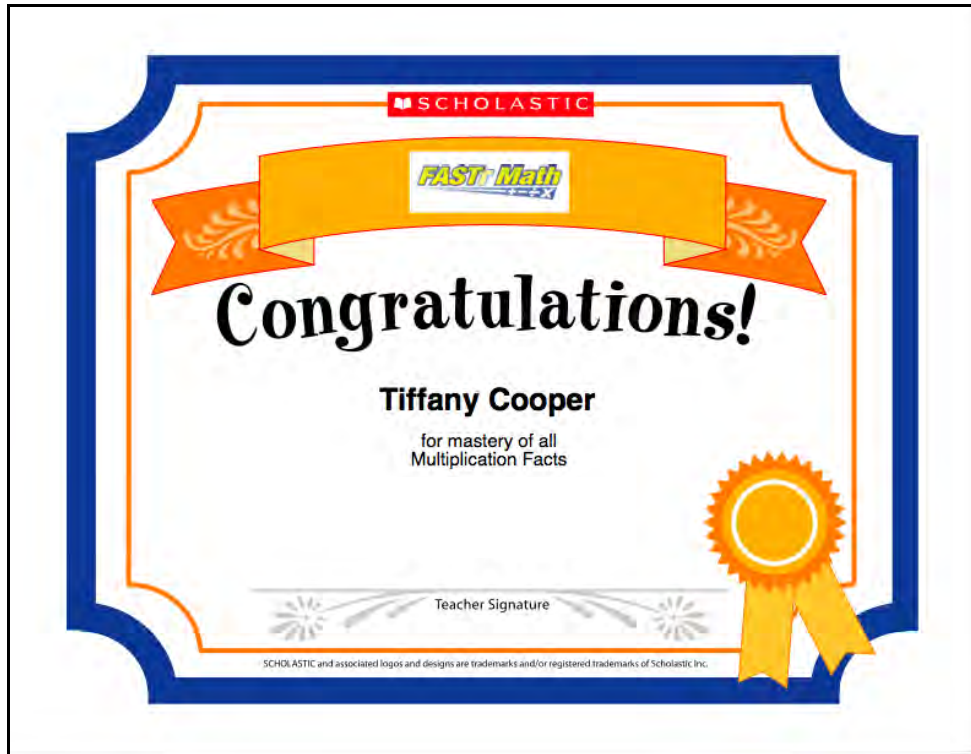 SCHOLASTIC
FASTt Math
+−÷x
Congratulations!
Tiffany Cooper
for mastery of all
Multiplication Facts
Teacher Signature
SCHOLASTIC and associated logos and designs are trademarks and/or registered trademarks of Scholastic Inc.